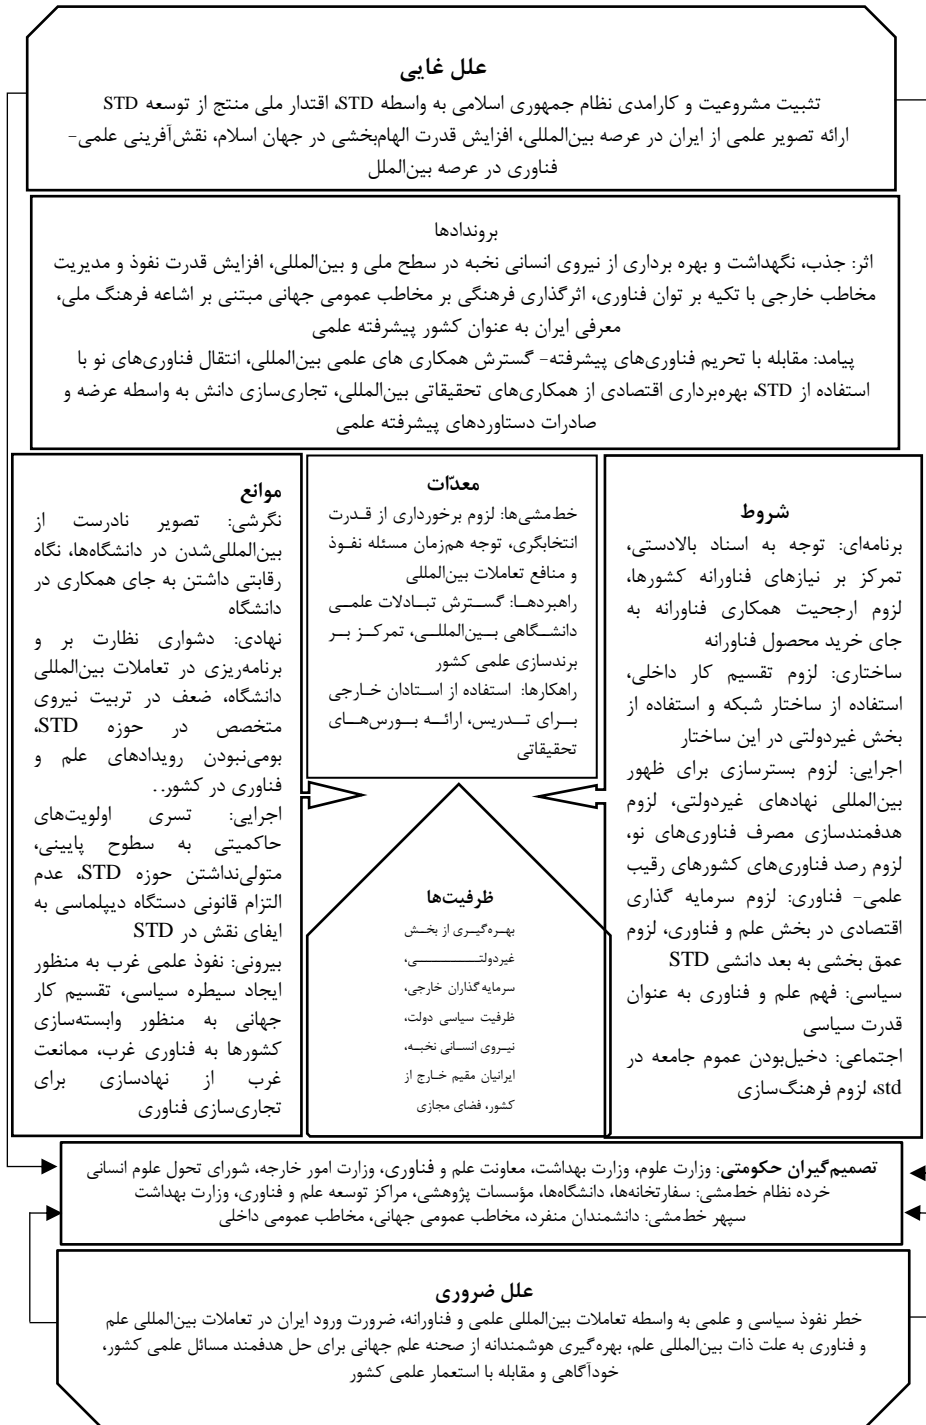 علل غایی
تثبیت مشروعیت و کارامدی نظام جمهوری اسلامی به واسطه STD، اقتدار ملی منتج از توسعه STD
ارائه تصویر علمی از ایران در عرصه بین‌المللی، افزایش قدرت الهام‌بخشی در جهان اسلام، نقش‌آفرینی علمی-
فناوری در عرصه بین‌الملل
بروندادها
اثر: جذب، نگهداشت و بهره برداری از نیروی انسانی نخبه در سطح ملی و بین‌المللی، افزایش قدرت نفوذ و مدیریت
مخاطب خارجی با تکیه بر توان فناوری، اثرگذاری فرهنگی بر مخاطب عمومی جهانی مبتنی بر اشاعه فرهنگ ملی،
معرفی ایران به عنوان کشور پیشرفته علمی
پیامد: مقابله با تحریم فناوری‌های پیشرفته- گسترش همکاری های علمی بین‌المللی، انتقال فناوری‌های نو با
استفاده از STD، بهره‌برداری اقتصادی از همکاری‌های تحقیقاتی بین‌المللی، تجاری‌سازی دانش به واسطه عرضه و
صادرات دستاوردهای پیشرفته علمی
شروط
برنامه‌ای: توجه به اسناد بالادستی،
تمرکز بر نیازهای فناورانه کشورها،
لزوم ارجحیت همکاری فناورانه به
جای خرید محصول فناورانه
ساختاری: لزوم تقسیم کار داخلی،
استفاده از ساختار شبکه و استفاده از
بخش غیردولتی در این ساختار
اجرایی: لزوم بسترسازی برای ظهور
بین‌المللی نهادهای غیردولتی، لزوم
هدفمندسازی مصرف فناوری‌های نو،
لزوم رصد فناوری‌های کشورهای رقیب
علمی- فناوری: لزوم سرمایه گذاری
اقتصادی در بخش علم و فناوری، لزوم
عمق بخشی به بعد دانشی STD
سیاسی: فهم علم و فناوری به عنوان
قدرت سیاسی
اجتماعی: دخیل‌بودن عموم جامعه در
std، لزوم فرهنگ‌سازی
معدّات
خط‌مشی‌ها: لزوم برخورداری از قدرت
انتخابگری، توجه هم‌زمان مسئله نفوذ
و منافع تعاملات بین‌المللی
راهبردها: گسترش تبادلات علمی
دانشگاهی بین‌المللی، تمرکز بر
برندسازی علمی کشور
راهکارها: استفاده از استادان خارجی
برای تدریس، ارائه بورس‌های
تحقیقاتی
ظرفیت‌ها
بهره‌گیری از بخش
غیردولتی،
سرمایه گذاران خارجی،
ظرفیت سیاسی دولت،
نیروی انسانی نخبه،
ایرانیان مقیم خارج از
کشور، فضای مجازی
موانع
نگرشی: تصویر نادرست از
بین‌المللی‌شدن در دانشگاه‌ها، نگاه
رقابتی داشتن به جای همکاری در
دانشگاه
نهادی: دشواری نظارت بر و
برنامه‌ریزی در تعاملات بین‌المللی
دانشگاه، ضعف در تربیت نیروی
متخصص در حوزه STD،
بومی‌نبودن رویدادهای علم و
فناوری در کشور..
اجرایی: تسری اولویت‌های
حاکمیتی به سطوح پایینی،
متولی‌نداشتن حوزه STD، عدم
التزام قانونی دستگاه دیپلماسی به
ایفای نقش در STD
بیرونی: نفوذ علمی غرب به منظور
ایجاد سیطره سیاسی، تقسیم کار
جهانی به منظور وابسته‌سازی
کشورها به فناوری غرب، ممانعت
غرب از نهادسازی برای
تجاری‌سازی فناوری
تصمیم‌گیران حکومتی: وزارت علوم، وزارت بهداشت، معاونت علم و فناوری، وزارت امور خارجه، شورای تحول علوم انسانی
خرده نظام خط‌مشی: سفارتخانه‌ها، دانشگاه‌ها، مؤسسات پژوهشی، مراکز توسعه علم و فناوری، وزارت بهداشت
سپهر خط‌مشی: دانشمندان منفرد، مخاطب عمومی جهانی، مخاطب عمومی داخلی
علل ضروری
خطر نفوذ سیاسی و علمی به واسطه تعاملات بین‌المللی علمی و فناورانه، ضرورت ورود ایران در تعاملات بین‌المللی علم
و فناوری به علت ذات بین‌المللی علم، بهره‌گیری هوشمندانه از صحنه علم جهانی برای حل هدفمند مسائل علمی کشور،
خودآگاهی و مقابله با استعمار علمی کشور